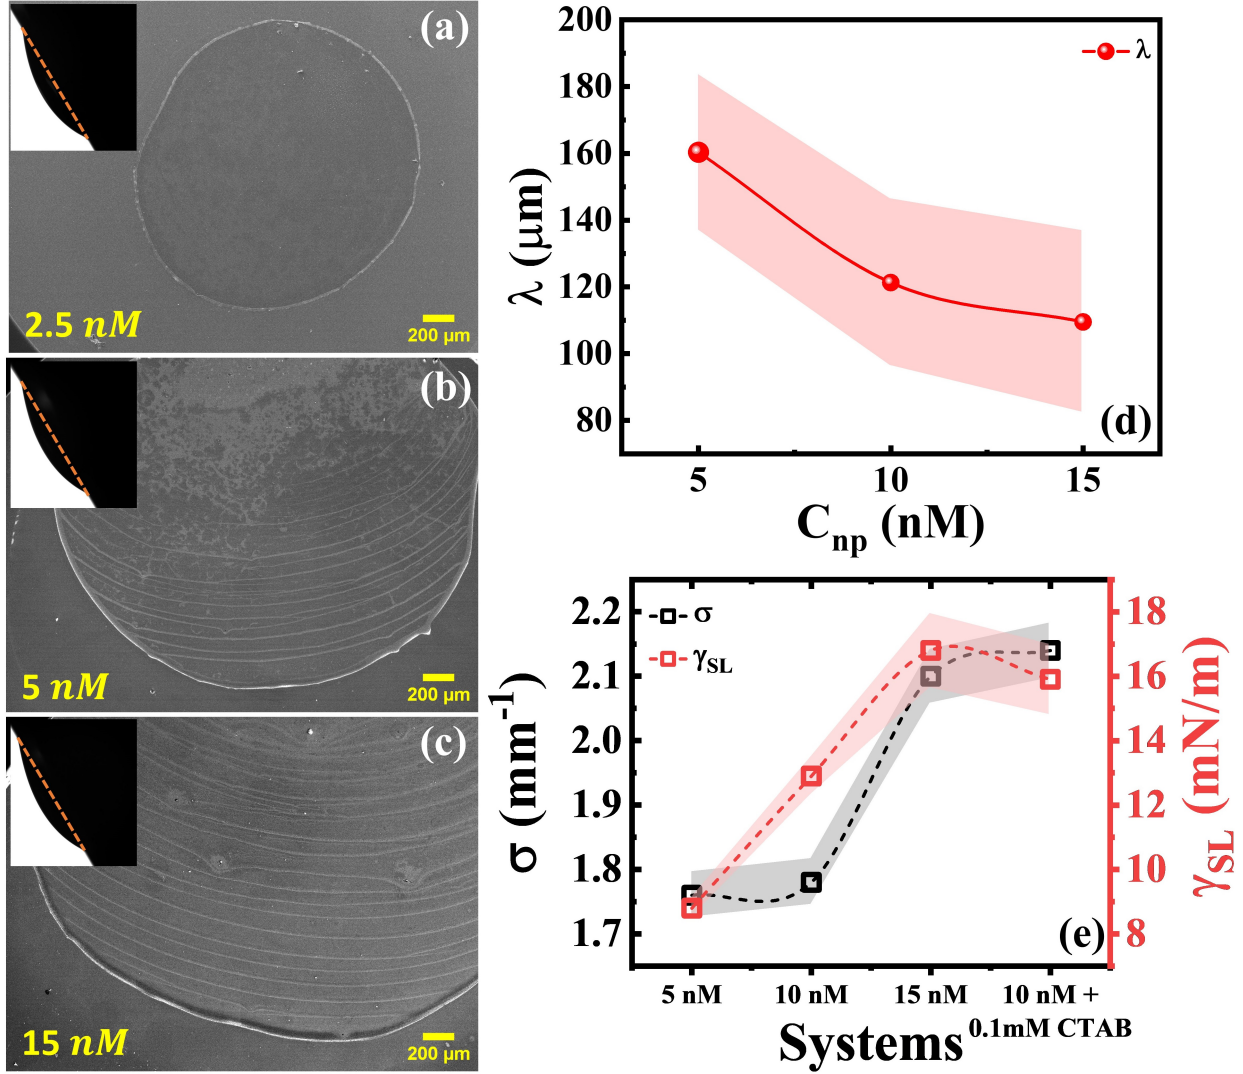 (a)
2.5 nM
200 µm
(b)
5 nM
200 µm
(c)
15 nM
200 µm
200
180
160
140
120
100
80
λ (µm)
λ
(d)
5 10 15
Cnp (nM)
2.2
2.1
2.0
1.9
1.8
1.7
σ (mm⁻¹)
σ
γSL
18
16
14
12
10
8
γSL (mN/m)
(e)
5 nM 10 nM 15 nM 10 nM +
0.1mM CTAB
Systems